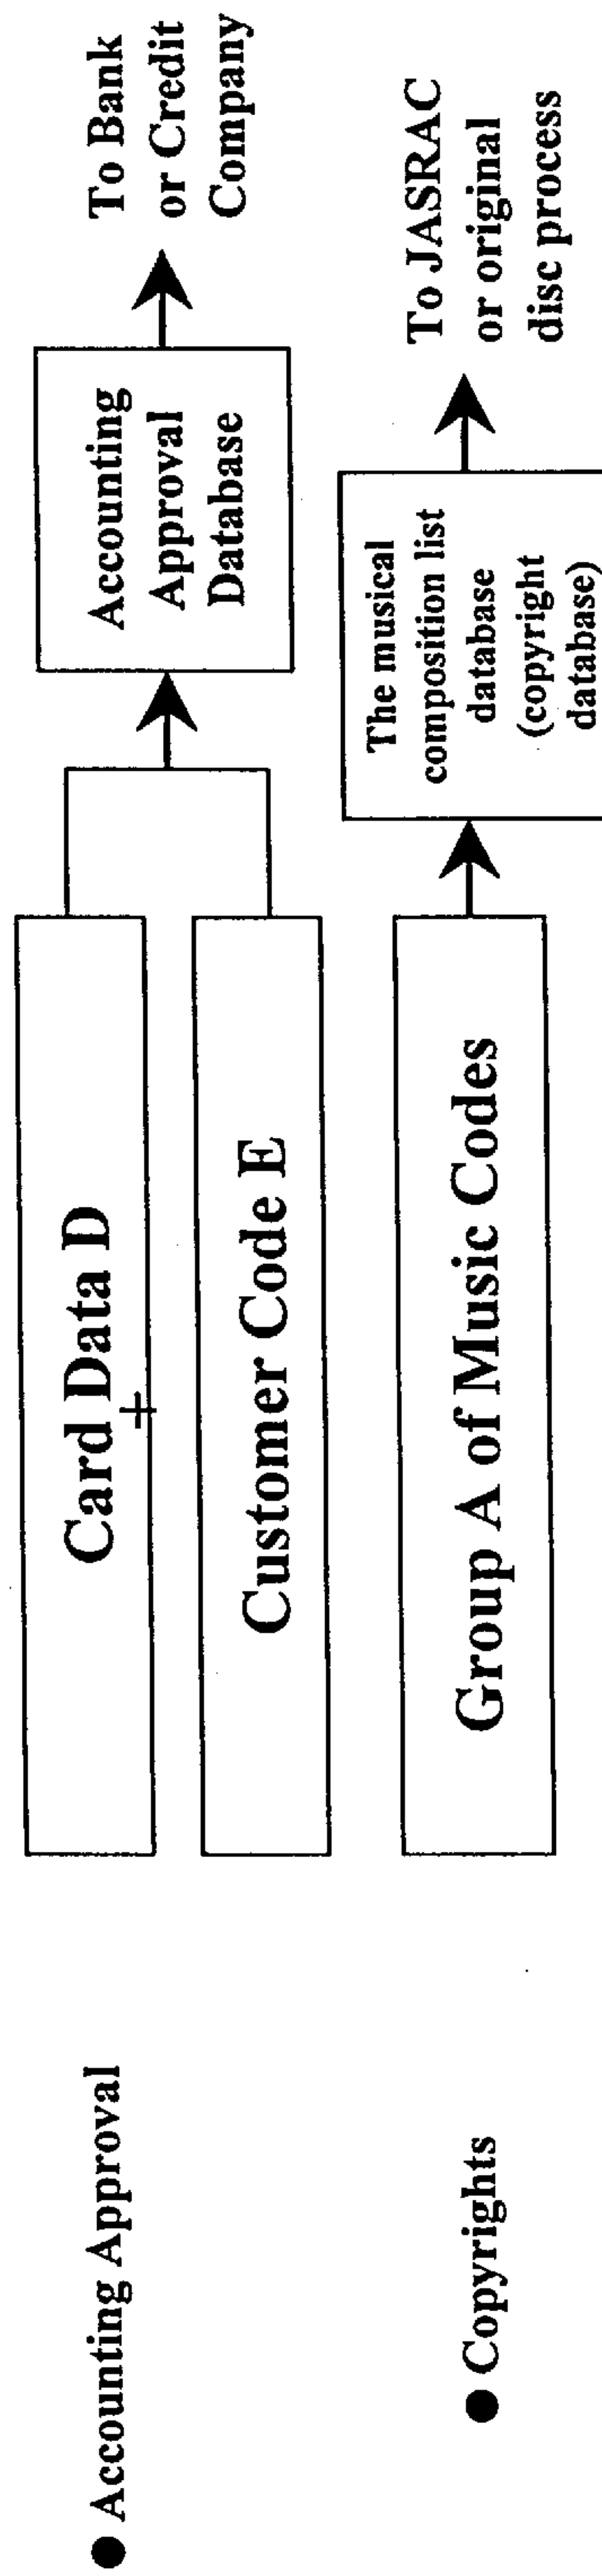 ● Accounting Approval
Card Data D
+
Customer Code E
Accounting
Approval
Database
To Bank
or Credit
Company
● Copyrights
Group A of Music Codes
The musical
composition list
database
(copyright
database)
To JASRAC
or original
disc process